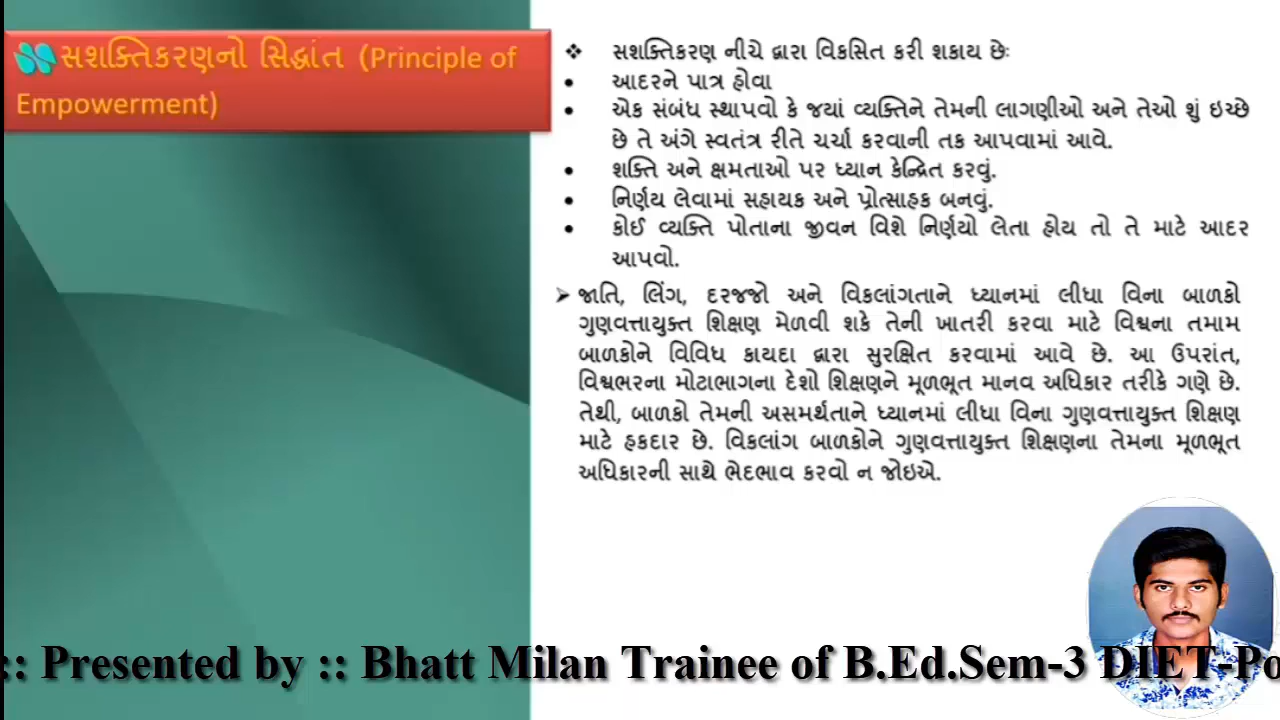 સશક્તિકરણનો સિદ્ધાંત (Principle of
Empowerment)
❖ સશક્તિકરણ નીચે દ્વારા વિકસિત કરી શકાય છેઃ
• આદરને પાત્ર હોવા
• એક સંબંધ સ્થાપવો કે જયાં વ્યક્તિને તેમની લાગણીઓ અને તેઓ શું ઇચ્છે
છે તે અંગે સ્વતંત્ર રીતે ચર્ચા કરવાની તક આપવામાં આવે.
• શક્તિ અને ક્ષમતાઓ પર ધ્યાન કેન્દ્રિત કરવું.
• નિર્ણય લેવામાં સહાયક અને પ્રોત્સાહક બનવું.
• કોઈ વ્યક્તિ પોતાના જીવન વિશે નિર્ણયો લેતા હોય તો તે માટે આદર
આપવો.
➢ જાતિ, લિંગ, દરજજો અને વિકલાંગતાને ધ્યાનમાં લીધા વિના બાળકો
ગુણવત્તાયુક્ત શિક્ષણ મેળવી શકે તેની ખાતરી કરવા માટે વિશ્વના તમામ
બાળકોને વિવિધ કાયદા દ્વારા સુરક્ષિત કરવામાં આવે છે. આ ઉપરાંત,
વિશ્વભરના મોટાભાગના દેશો શિક્ષણને મૂળભૂત માનવ અધિકાર તરીકે ગણે છે.
તેથી, બાળકો તેમની અસમર્થતાને ધ્યાનમાં લીધા વિના ગુણવત્તાયુક્ત શિક્ષણ
માટે હકદાર છે. વિકલાંગ બાળકોને ગુણવત્તાયુક્ત શિક્ષણના તેમના મૂળભૂત
અધિકારની સાથે ભેદભાવ કરવો ન જોઇએ.
:: Presented by :: Bhatt Milan Trainee of B.Ed.Sem-3 DIET-Po